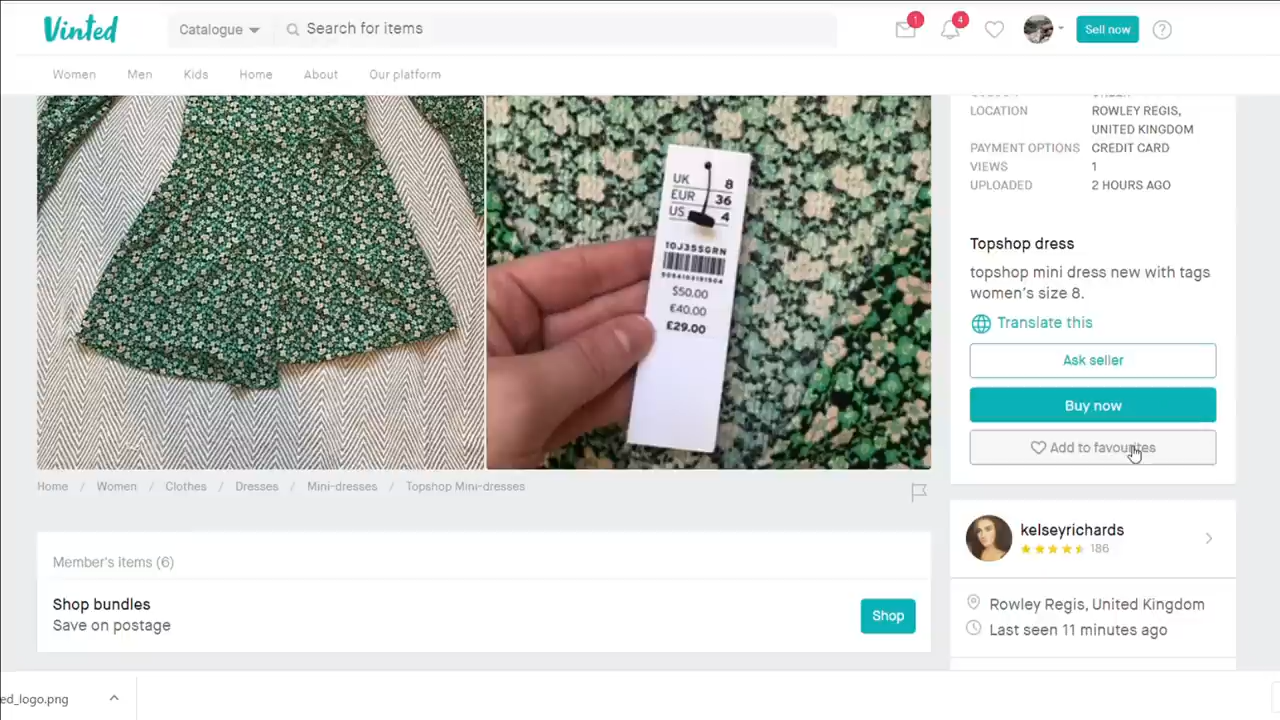 Vinted
Catalogue
Search for items
1
4
Sell now
?
Women
Men
Kids
Home
About
Our platform
UK 8
EUR 36
US 4
10J35SGRN
$50.00
£40.00
£29.00
LOCATION ROWLEY REGIS,
UNITED KINGDOM
PAYMENT OPTIONS CREDIT CARD
VIEWS 1
UPLOADED 2 HOURS AGO
Topshop dress
topshop mini dress new with tags
women's size 8.
Translate this
Ask seller
Buy now
Add to favourites
Home / Women / Clothes / Dresses / Mini-dresses / Topshop Mini-dresses
Member's items (6)
Shop bundles
Save on postage
Shop
kelseyrichards
186
Rowley Regis, United Kingdom
Last seen 11 minutes ago
ed_logo.png